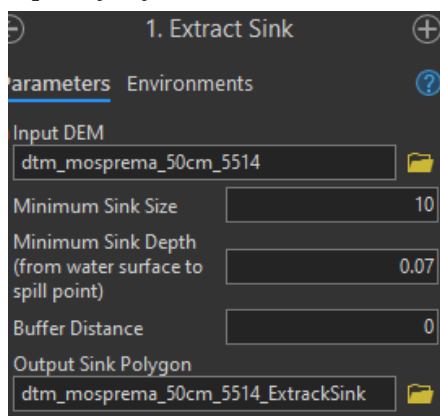 1. Extract Sink
Parameters Environments
Input DEM
dtm_mosprema_50cm_5514
Minimum Sink Size 10
Minimum Sink Depth
(from water surface to
spill point) 0.07
Buffer Distance 0
Output Sink Polygon
dtm_mosprema_50cm_5514_ExtrackSink